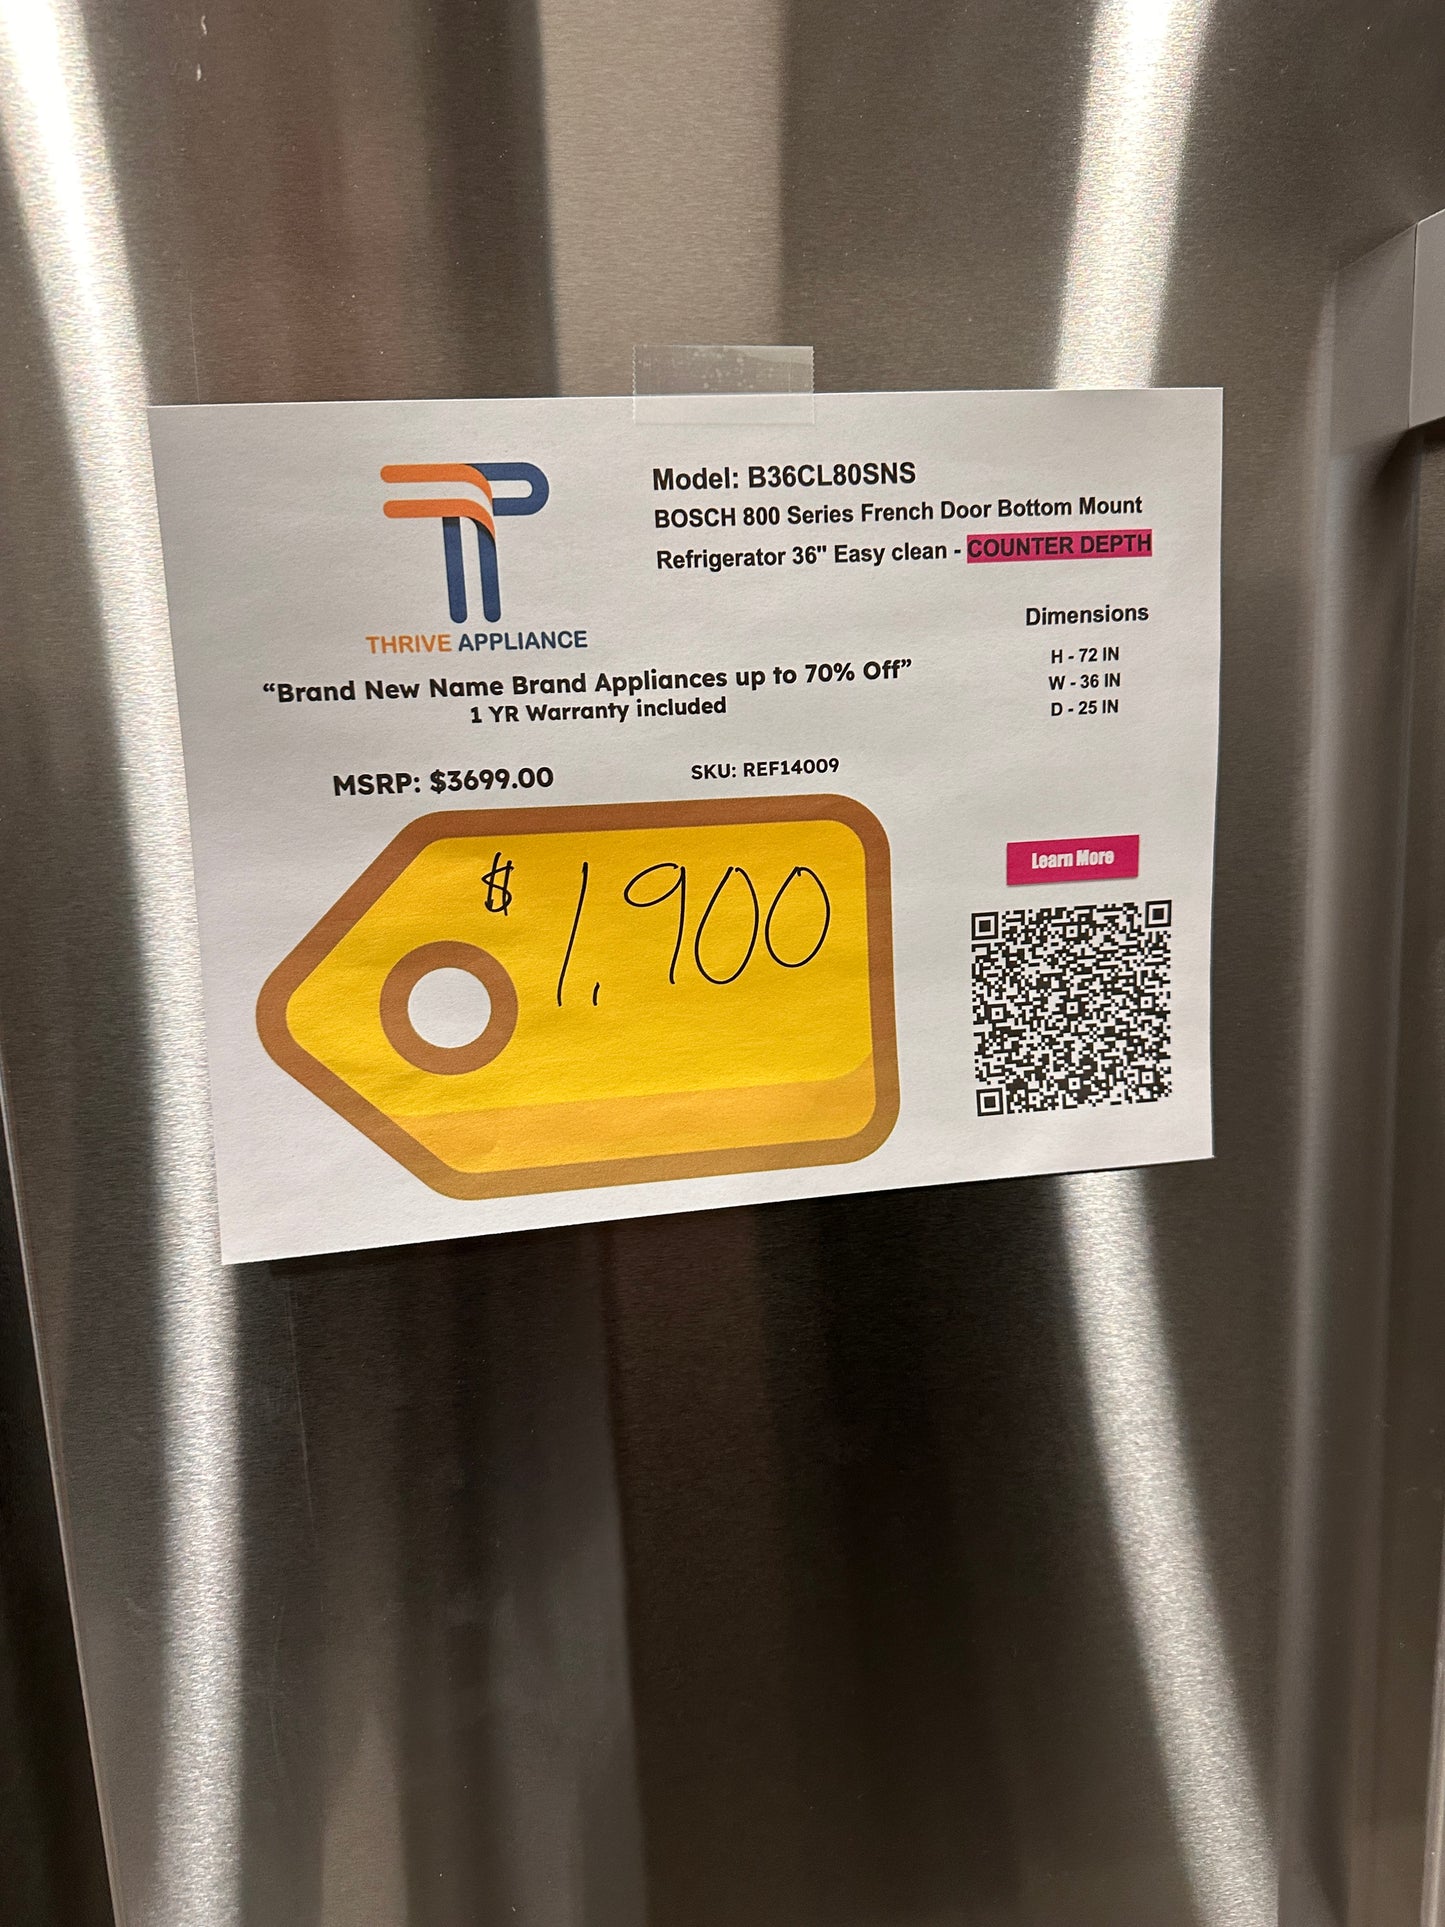 Model: B36CL80SNS
BOSCH 800 Series French Door Bottom Mount
Refrigerator 36" Easy clean - COUNTER DEPTH
THRIVE APPLIANCE
“Brand New Name Brand Appliances up to 70% Off”
1 YR Warranty included
Dimensions
H - 72 IN
W - 36 IN
D - 25 IN
MSRP: $3699.00
SKU: REF14009
$1,900
Learn More